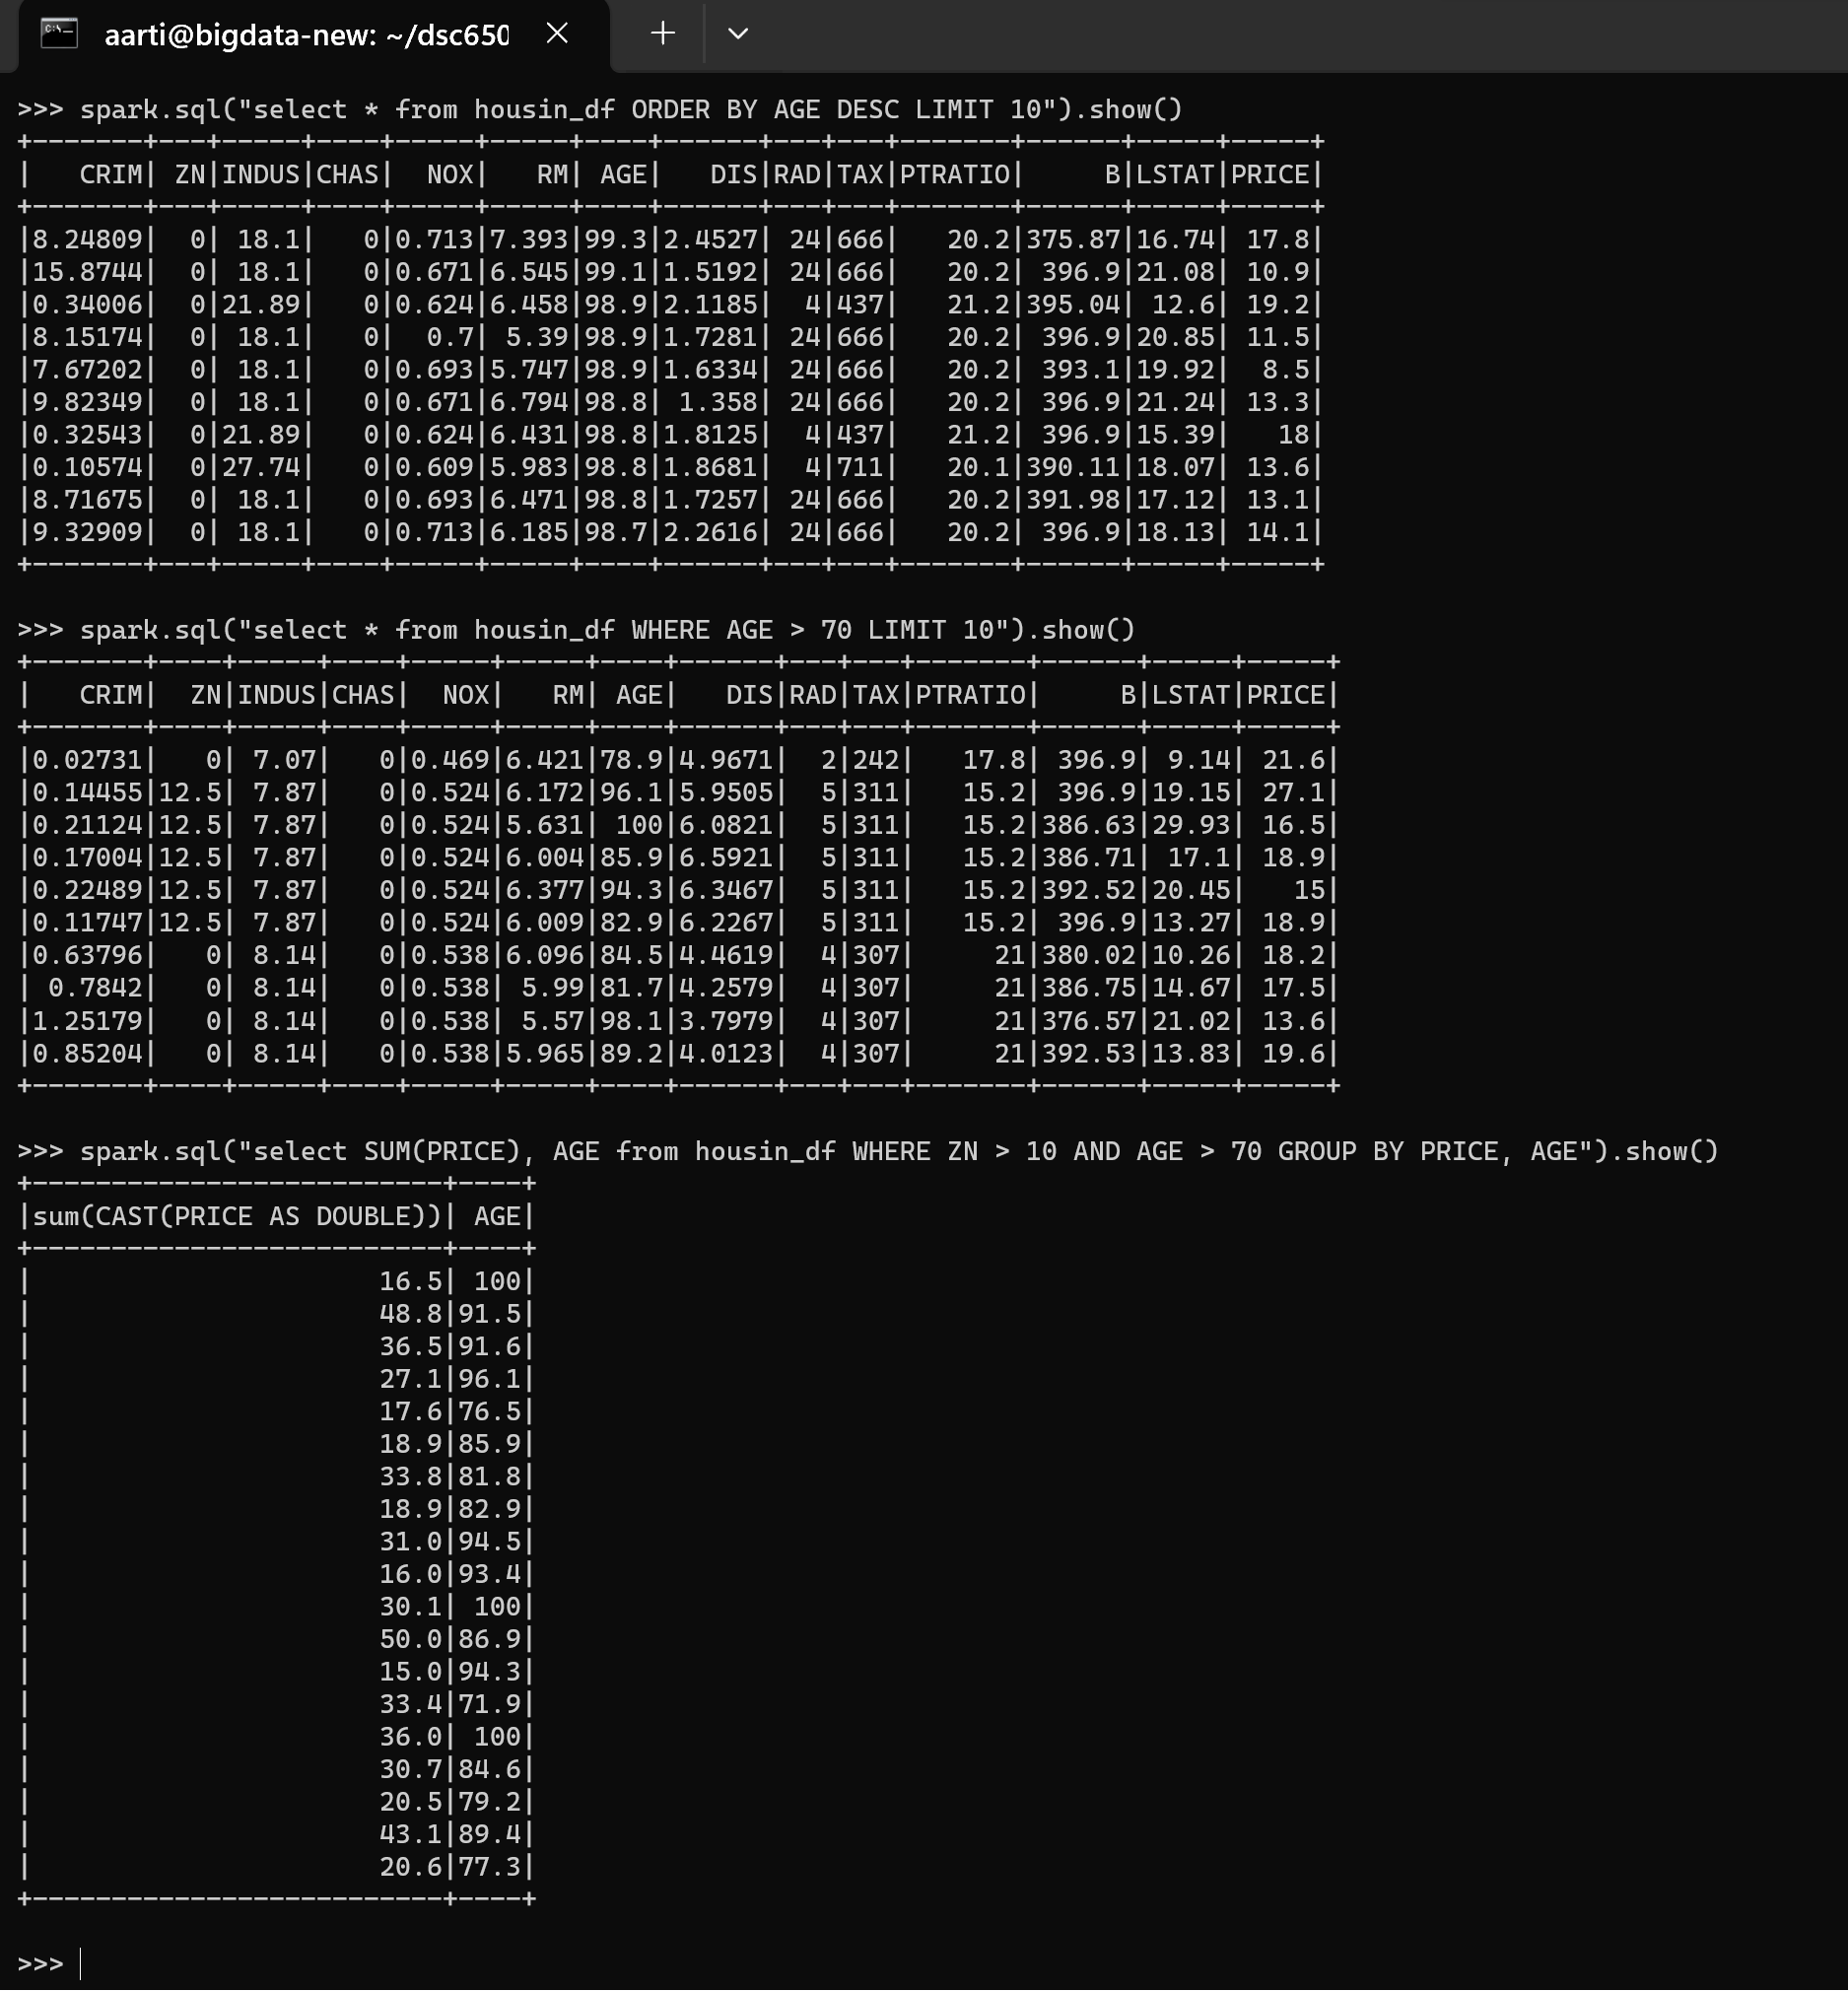 aarti@bigdata-new: ~/dsc650
>>> spark.sql("select * from housin_df ORDER BY AGE DESC LIMIT 10").show()
+-------+---+-----+----+-----+-----+----+------+---+---+-------+------+-----+-----+
|   CRIM| ZN|INDUS|CHAS|  NOX|   RM| AGE|   DIS|RAD|TAX|PTRATIO|     B|LSTAT|PRICE|
+-------+---+-----+----+-----+-----+----+------+---+---+-------+------+-----+-----+
|8.24809|  0| 18.1|   0|0.713|7.393|99.3|2.4527| 24|666|   20.2|375.87|16.74| 17.8|
|15.8744|  0| 18.1|   0|0.671|6.545|99.1|1.5192| 24|666|   20.2| 396.9|21.08| 10.9|
|0.34006|  0|21.89|   0|0.624|6.458|98.9|2.1185|  4|437|   21.2|395.04| 12.6| 19.2|
|8.15174|  0| 18.1|   0|  0.7| 5.39|98.9|1.7281| 24|666|   20.2| 396.9|20.85| 11.5|
|7.67202|  0| 18.1|   0|0.693|5.747|98.9|1.6334| 24|666|   20.2| 393.1|19.92|  8.5|
|9.82349|  0| 18.1|   0|0.671|6.794|98.8| 1.358| 24|666|   20.2| 396.9|21.24| 13.3|
|0.32543|  0|21.89|   0|0.624|6.431|98.8|1.8125|  4|437|   21.2| 396.9|15.39|   18|
|0.10574|  0|27.74|   0|0.609|5.983|98.8|1.8681|  4|711|   20.1|390.11|18.07| 13.6|
|8.71675|  0| 18.1|   0|0.693|6.471|98.8|1.7257| 24|666|   20.2|391.98|17.12| 13.1|
|9.32909|  0| 18.1|   0|0.713|6.185|98.7|2.2616| 24|666|   20.2| 396.9|18.13| 14.1|
+-------+---+-----+----+-----+-----+----+------+---+---+-------+------+-----+-----+
>>> spark.sql("select * from housin_df WHERE AGE > 70 LIMIT 10").show()
+-------+----+-----+----+-----+-----+----+------+---+---+-------+------+-----+-----+
|   CRIM|  ZN|INDUS|CHAS|  NOX|   RM| AGE|   DIS|RAD|TAX|PTRATIO|     B|LSTAT|PRICE|
+-------+----+-----+----+-----+-----+----+------+---+---+-------+------+-----+-----+
|0.02731|   0| 7.07|   0|0.469|6.421|78.9|4.9671|  2|242|   17.8| 396.9| 9.14| 21.6|
|0.14455|12.5| 7.87|   0|0.524|6.172|96.1|5.9505|  5|311|   15.2| 396.9|19.15| 27.1|
|0.21124|12.5| 7.87|   0|0.524|5.631| 100|6.0821|  5|311|   15.2|386.63|29.93| 16.5|
|0.17004|12.5| 7.87|   0|0.524|6.004|85.9|6.5921|  5|311|   15.2|386.71| 17.1| 18.9|
|0.22489|12.5| 7.87|   0|0.524|6.377|94.3|6.3467|  5|311|   15.2|392.52|20.45|   15|
|0.11747|12.5| 7.87|   0|0.524|6.009|82.9|6.2267|  5|311|   15.2| 396.9|13.27| 18.9|
|0.63796|   0| 8.14|   0|0.538|6.096|84.5|4.4619|  4|307|     21|380.02|10.26| 18.2|
| 0.7842|   0| 8.14|   0|0.538| 5.99|81.7|4.2579|  4|307|     21|386.75|14.67| 17.5|
|1.25179|   0| 8.14|   0|0.538| 5.57|98.1|3.7979|  4|307|     21|376.57|21.02| 13.6|
|0.85204|   0| 8.14|   0|0.538|5.965|89.2|4.0123|  4|307|     21|392.53|13.83| 19.6|
+-------+----+-----+----+-----+-----+----+------+---+---+-------+------+-----+-----+
>>> spark.sql("select SUM(PRICE), AGE from housin_df WHERE ZN > 10 AND AGE > 70 GROUP BY PRICE, AGE").show()
+--------------------------+----+
|sum(CAST(PRICE AS DOUBLE))| AGE|
+--------------------------+----+
|                      16.5| 100|
|                      48.8|91.5|
|                      36.5|91.6|
|                      27.1|96.1|
|                      17.6|76.5|
|                      18.9|85.9|
|                      33.8|81.8|
|                      18.9|82.9|
|                      31.0|94.5|
|                      16.0|93.4|
|                      30.1| 100|
|                      50.0|86.9|
|                      15.0|94.3|
|                      33.4|71.9|
|                      36.0| 100|
|                      30.7|84.6|
|                      20.5|79.2|
|                      43.1|89.4|
|                      20.6|77.3|
+--------------------------+----+
>>>